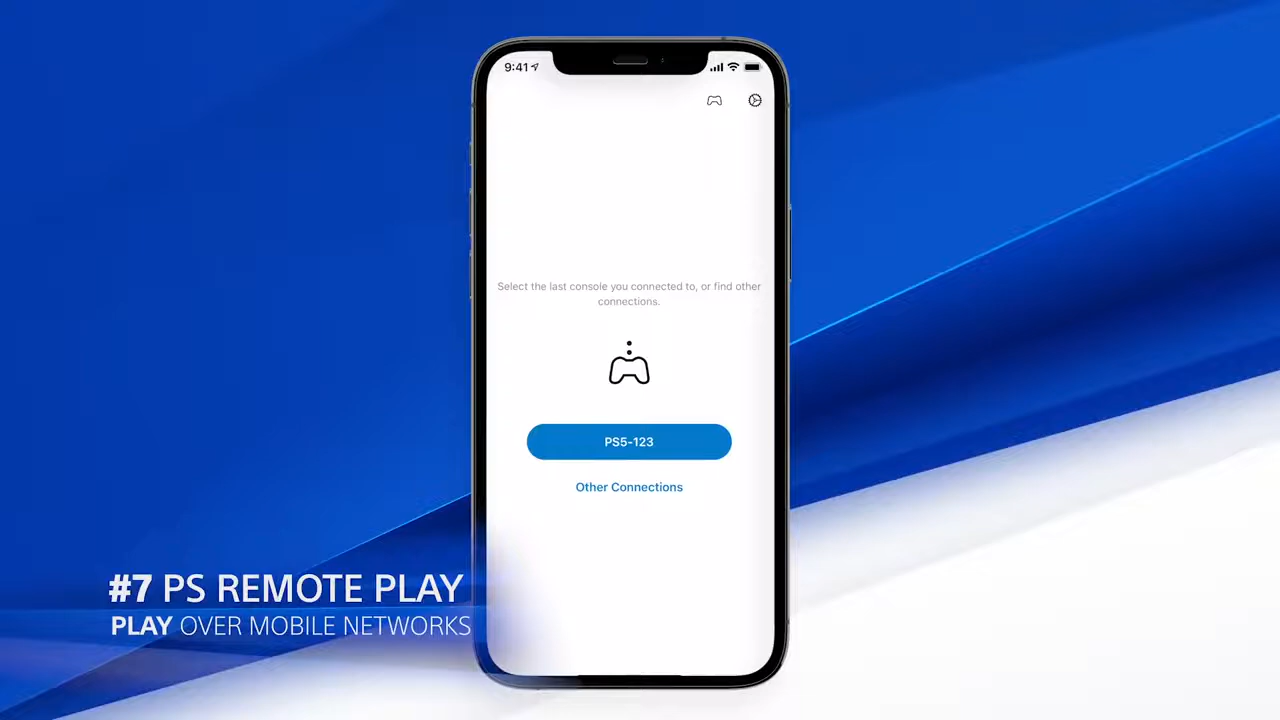 9:41
Select the last console you connected to, or find other
connections.
PS5-123
Other Connections
#7 PS REMOTE PLAY
PLAY OVER MOBILE NETWORKS